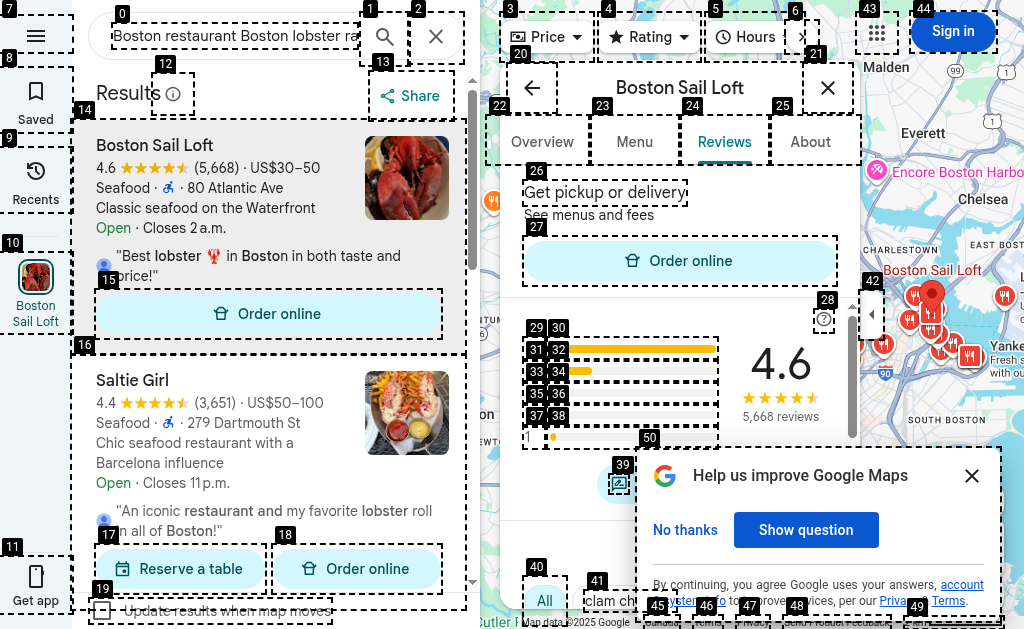 Boston restaurant Boston lobster ra
Price
Rating
Hours
Sign in
Saved
Recents
Boston
Sail Loft
Get app
Results
Share
Boston Sail Loft
4.6 (5,668) · US$30–50
Seafood · 80 Atlantic Ave
Classic seafood on the Waterfront
Open · Closes 2 a.m.
"Best lobster 🦞 in Boston in both taste and
price!"
Order online
Saltie Girl
4.4 (3,651) · US$50–100
Seafood · 279 Dartmouth St
Chic seafood restaurant with a
Barcelona influence
Open · Closes 11 p.m.
"An iconic restaurant and my favorite lobster roll
in all of Boston!"
Reserve a table
Order online
Update results when map moves
Boston Sail Loft
Overview
Menu
Reviews
About
Get pickup or delivery
See menus and fees
Order online
1
4.6
5,668 reviews
All
clam ch
Help us improve Google Maps
No thanks
Show question
By continuing, you agree Google uses your answers, account
Terms.
Map data ©2025 Google
Malden
99
1
1
Everett
Encore Boston Harbo
Chelsea
CHARLESTOWN
EAST BOST
Boston Sail Loft
Yanke
Fresh s
with ou
90
SOUTH BOSTON
0
1
2
3
4
5
6
7
8
9
10
11
12
13
14
15
16
17
18
19
20
21
22
23
24
25
26
27
28
29
30
31
32
33
34
35
36
37
38
39
40
41
42
43
44
45
46
47
48
49
50